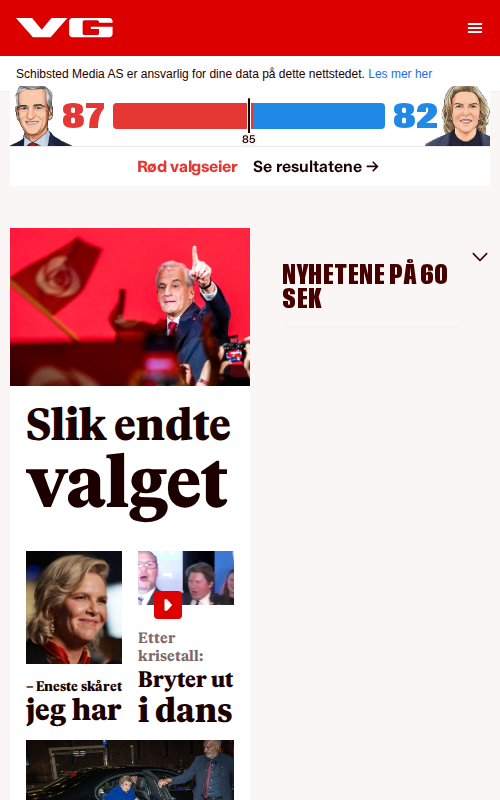 VG
Schibsted Media AS er ansvarlig for dine data på dette nettstedet. Les mer her
87
82
85
Rød valgseier Se resultatene →
NYHETENE PÅ 60
SEK
Slik endte
valget
– Eneste skåret
jeg har
Etter
krisetall:
Bryter ut
i dans